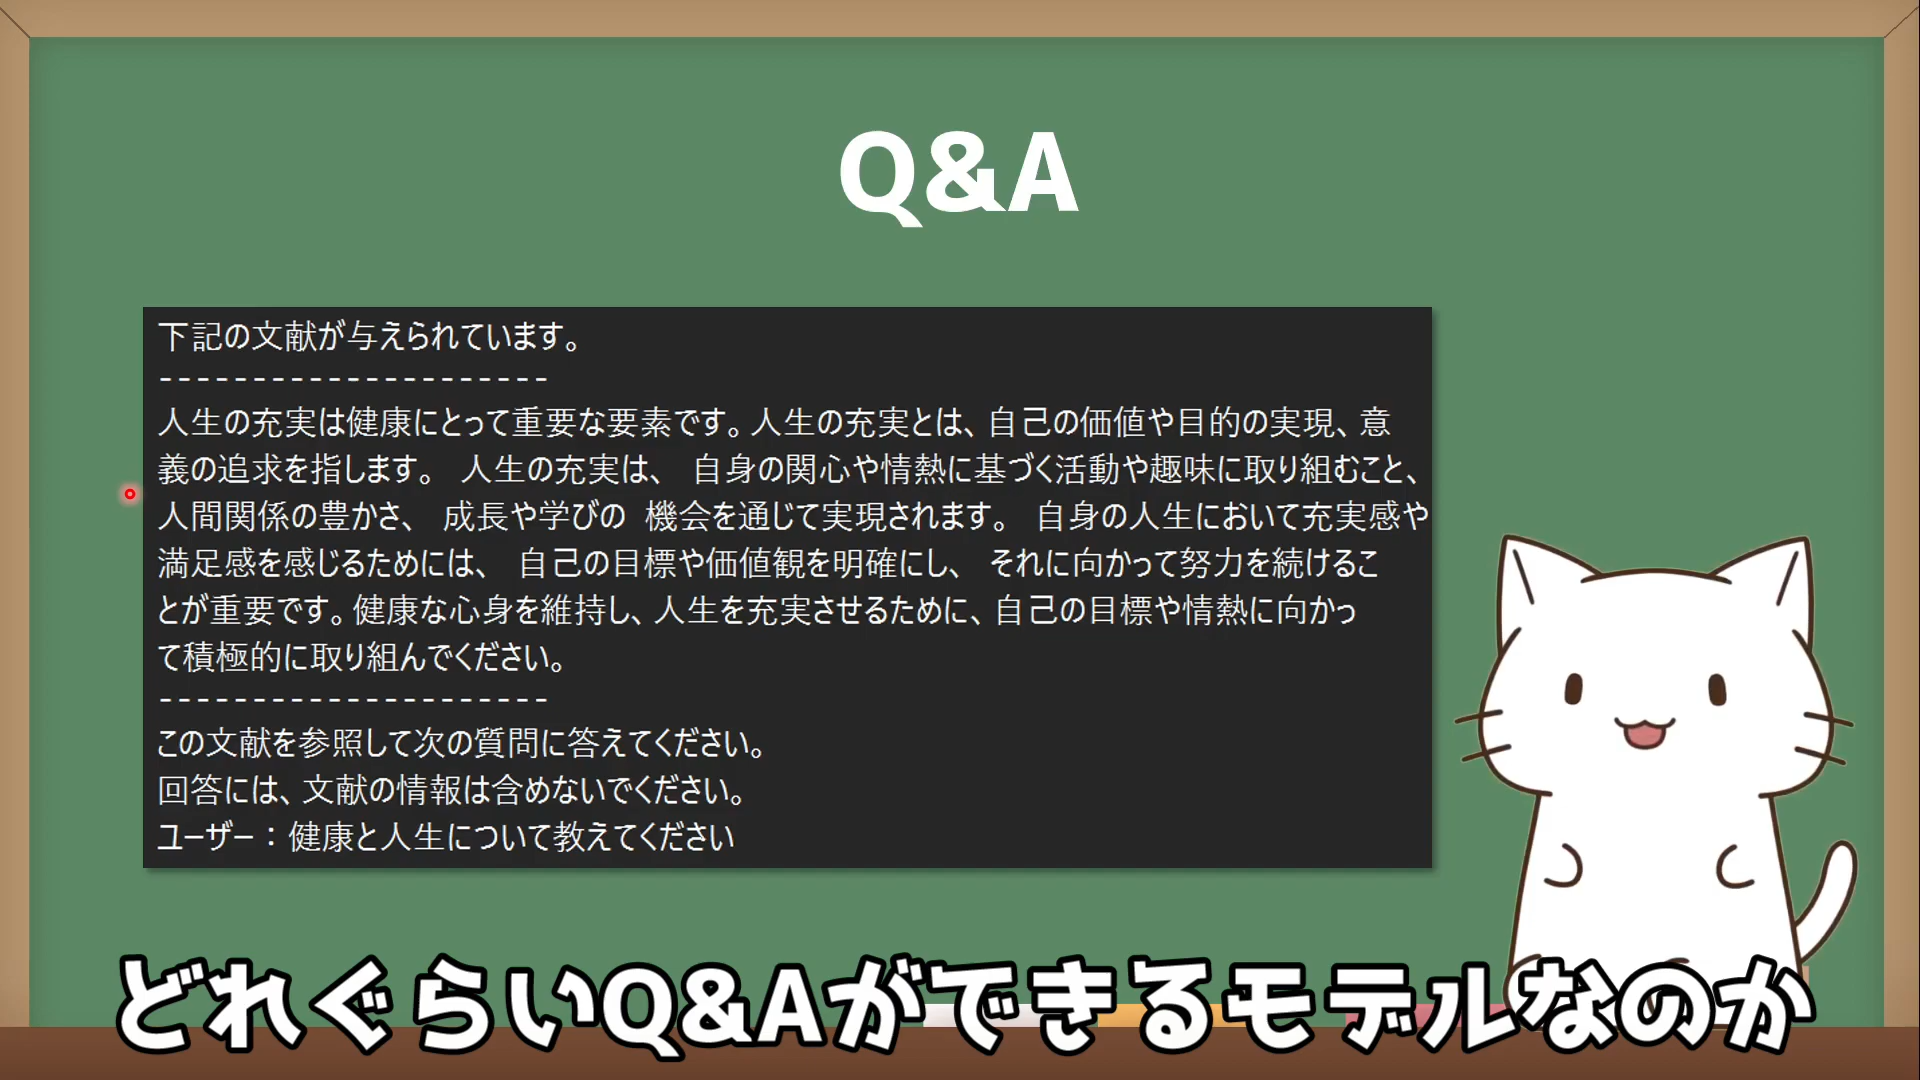 Q&A
下記の文献が与えられています。
---------------------
人生の充実は健康にとって重要な要素です。人生の充実とは、自己の価値や目的の実現、意
義の追求を指します。 人生の充実は、 自身の関心や情熱に基づく活動や趣味に取り組むこと、
人間関係の豊かさ、 成長や学びの 機会を通じて実現されます。 自身の人生において充実感や
満足感を感じるためには、 自己の目標や価値観を明確にし、 それに向かって努力を続けるこ
とが重要です。健康な心身を維持し、人生を充実させるために、自己の目標や情熱に向かっ
て積極的に取り組んでください。
---------------------
この文献を参照して次の質問に答えてください。
回答には、文献の情報は含めないでください。
ユーザー：健康と人生について教えてください
どれぐらいQ&Aができるモデルなのか